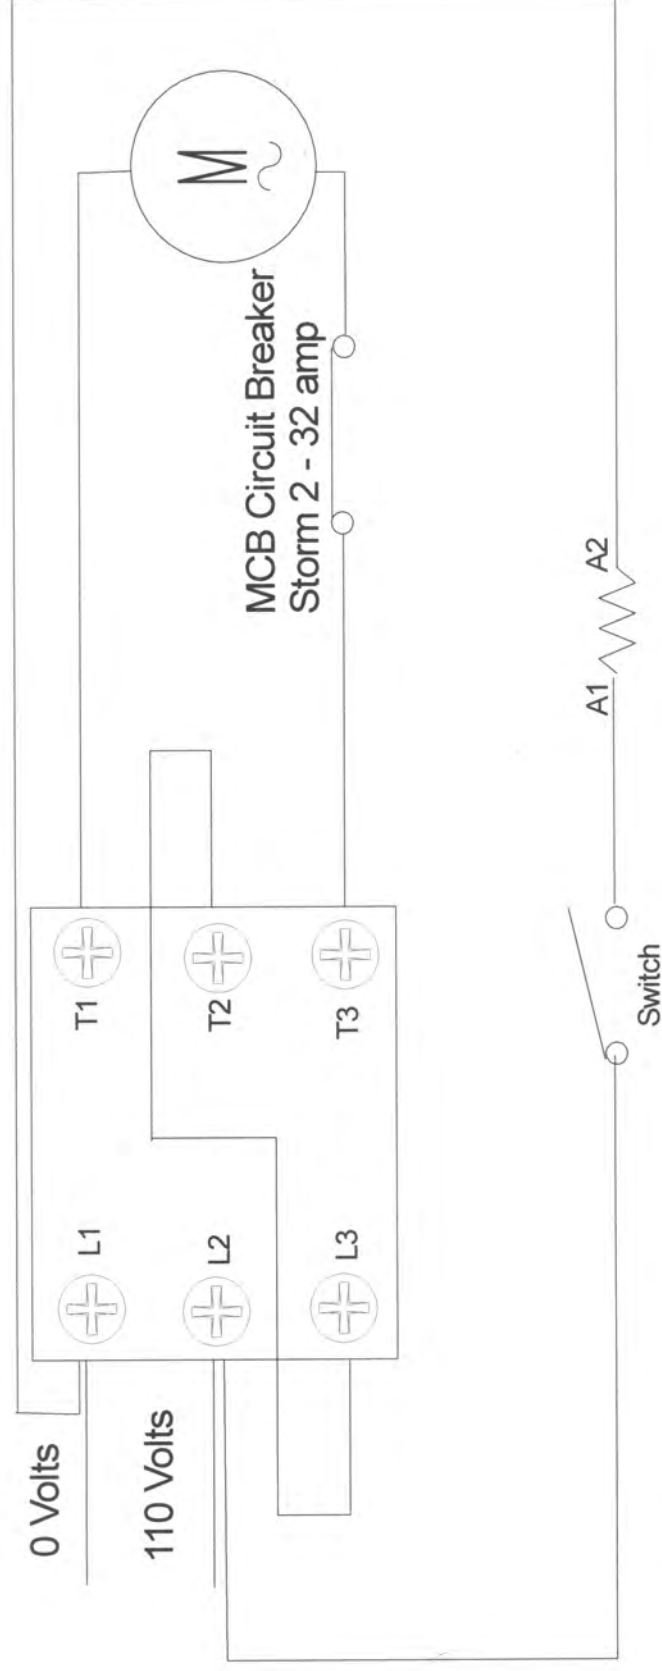 0 Volts
110 Volts
L1
L2
L3
T1
T2
T3
MCB Circuit Breaker
Storm 2 - 32 amp
M
~
Switch
A1
A2